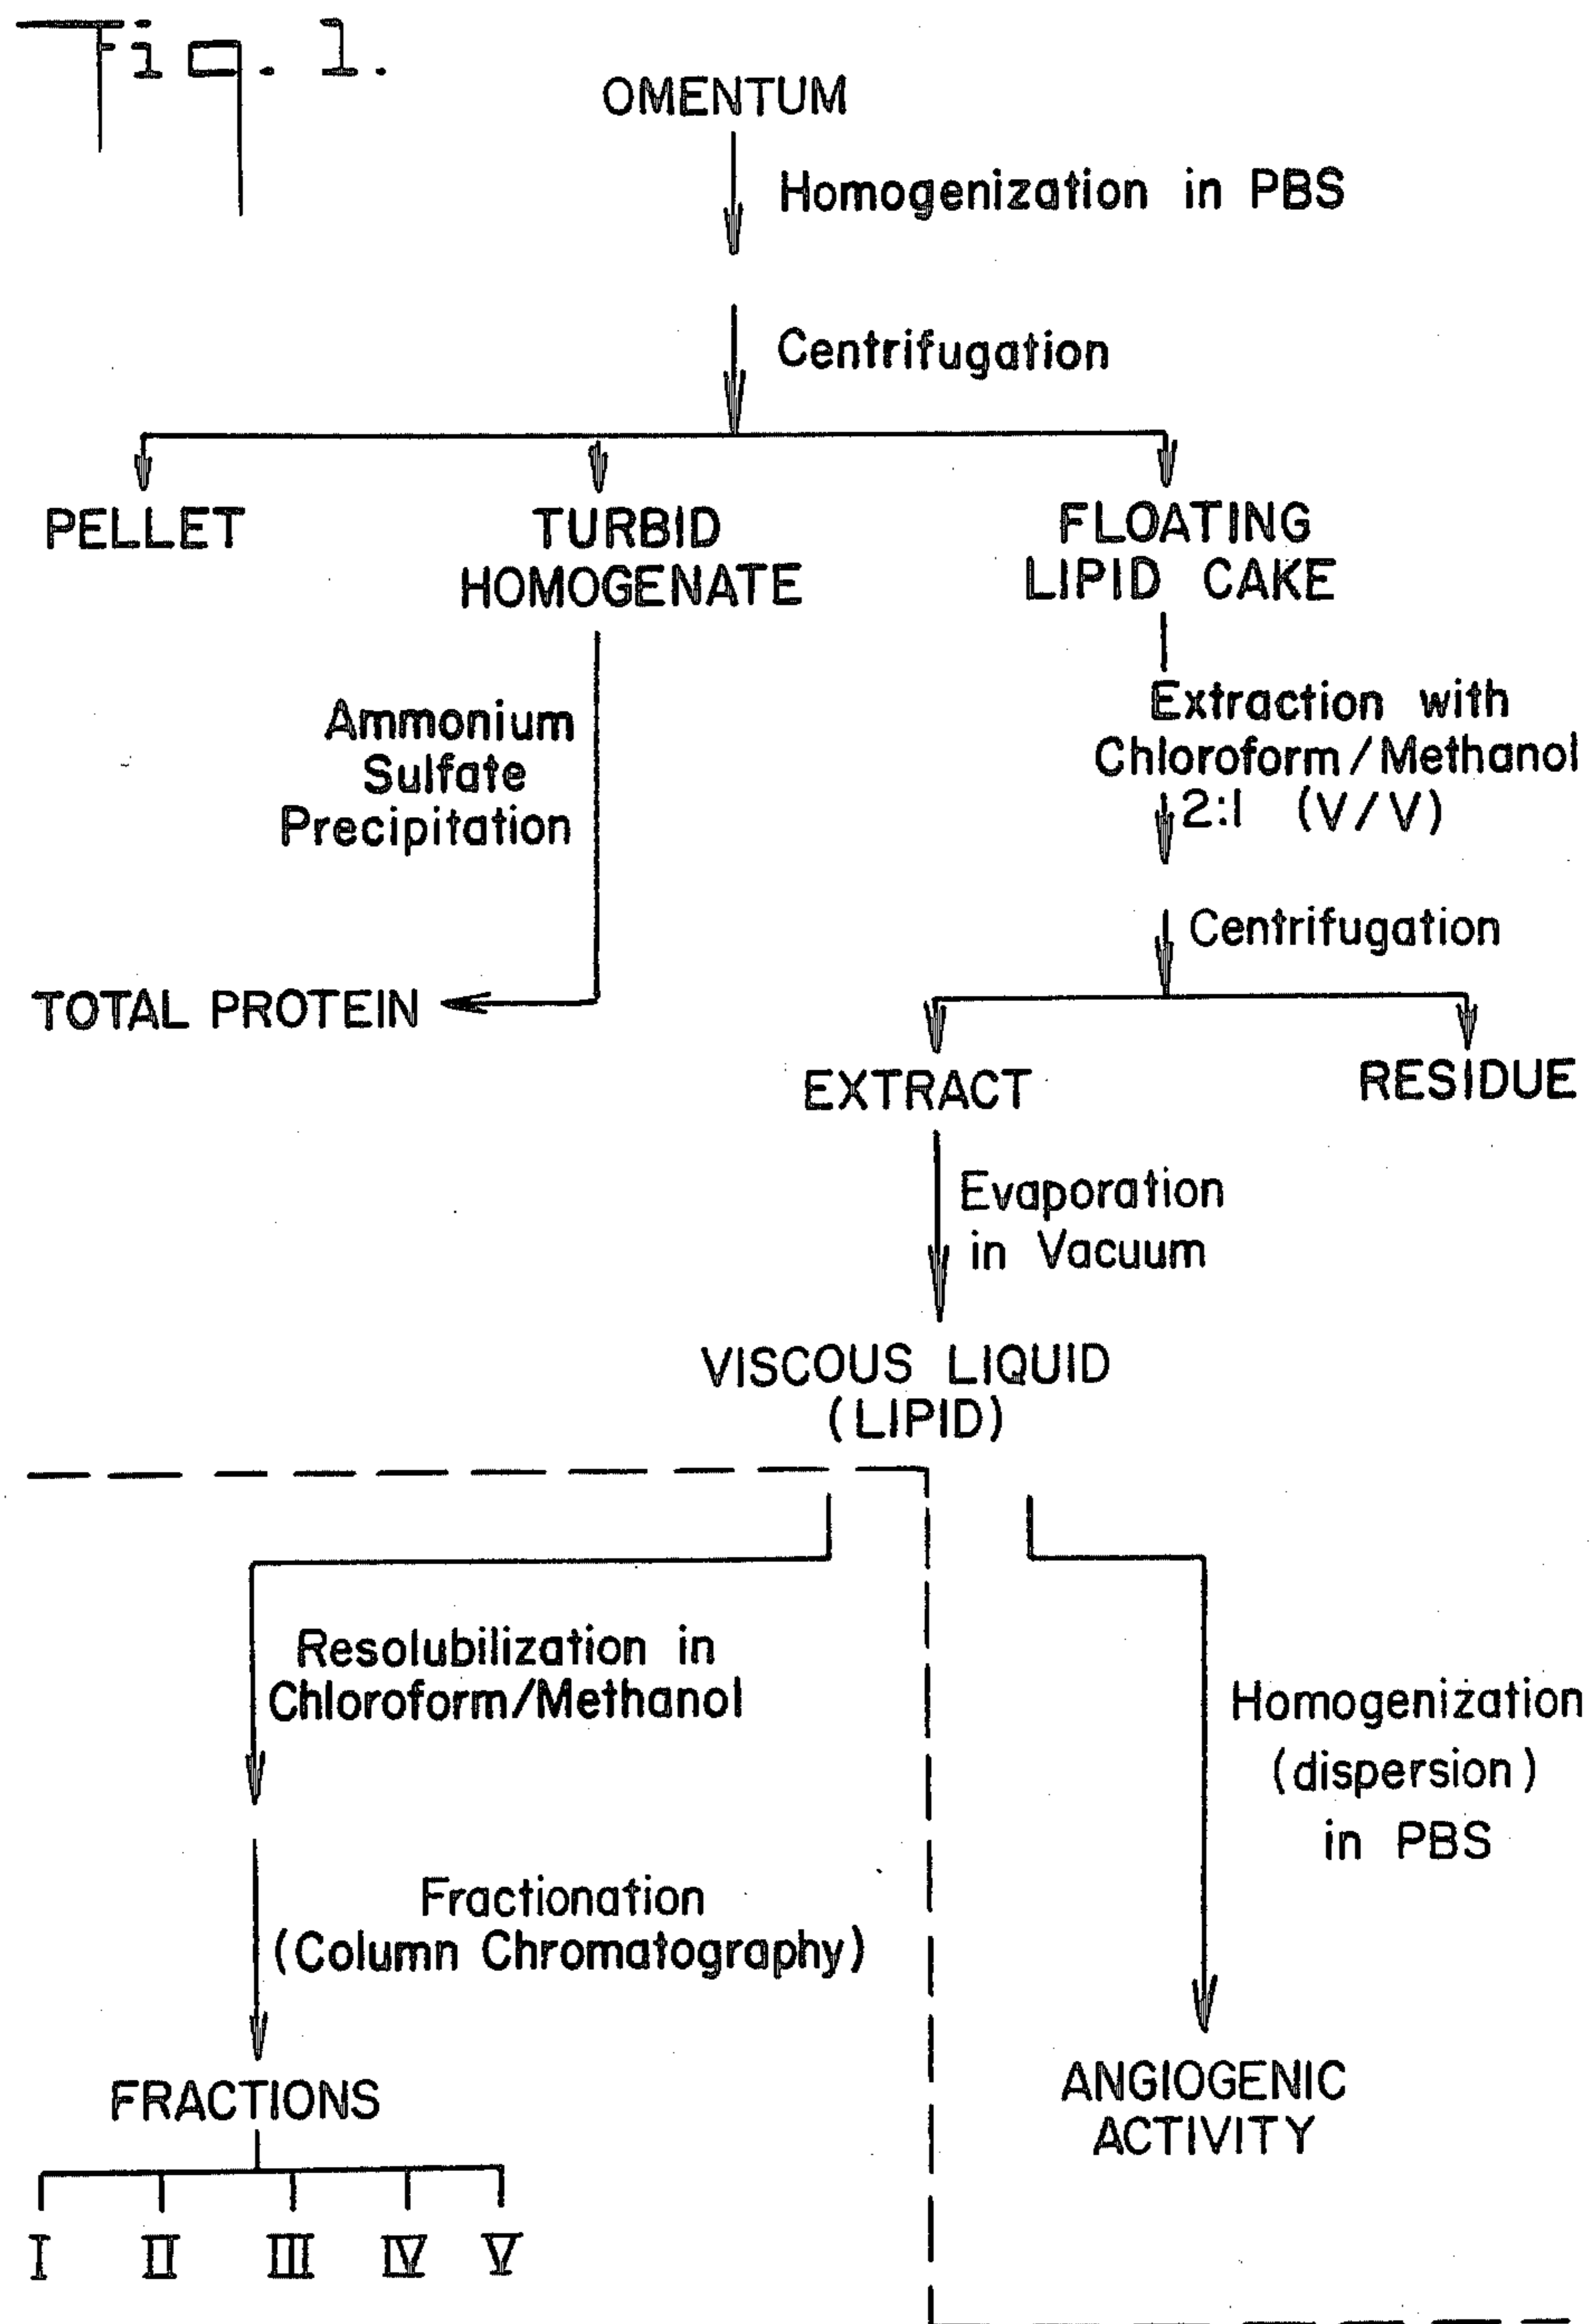 Fig. 1.
OMENTUM
Homogenization in PBS
Centrifugation
PELLET
TURBID
HOMOGENATE
FLOATING
LIPID CAKE
Ammonium
Sulfate
Precipitation
Extraction with
Chloroform/Methanol
2:1 (V/V)
Centrifugation
TOTAL PROTEIN
EXTRACT
RESIDUE
Evaporation
in Vacuum
VISCOUS LIQUID
(LIPID)
Resolubilization in
Chloroform/Methanol
Homogenization
(dispersion)
in PBS
Fractionation
(Column Chromatography)
FRACTIONS
ANGIOGENIC
ACTIVITY
I II III IV V